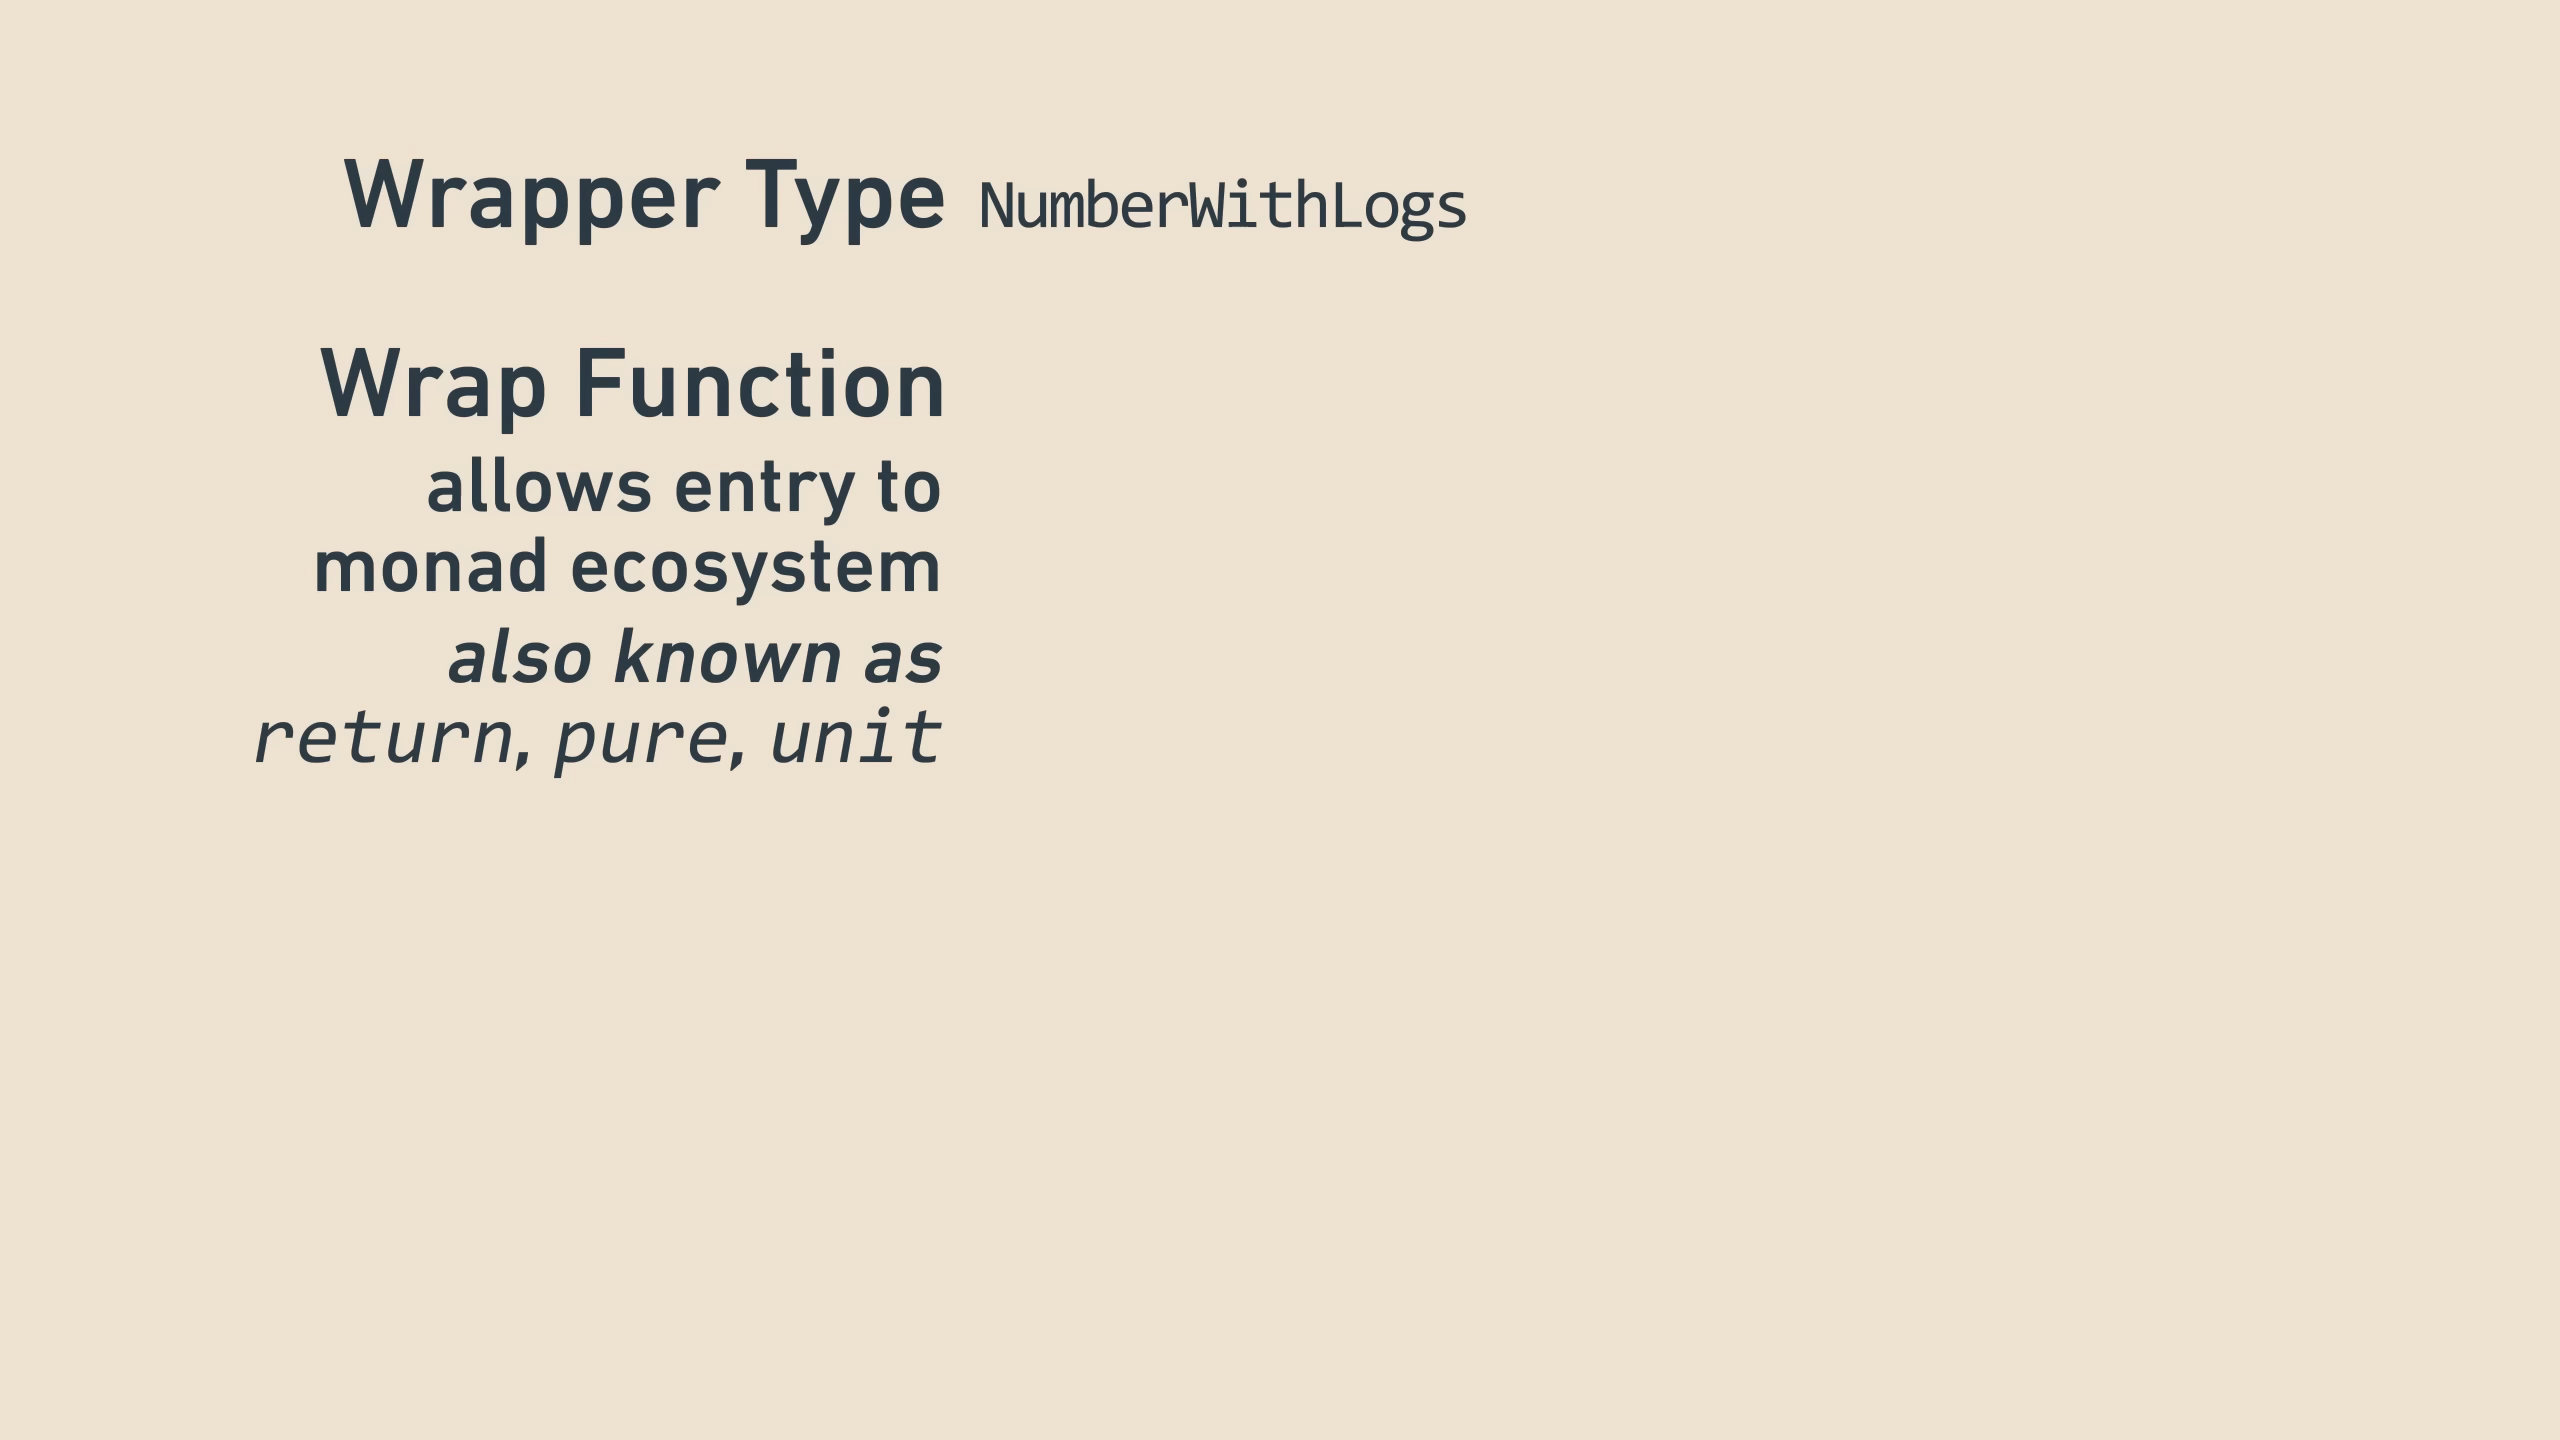 Wrapper Type NumberWithLogs
Wrap Function
allows entry to
monad ecosystem
also known as
return, pure, unit